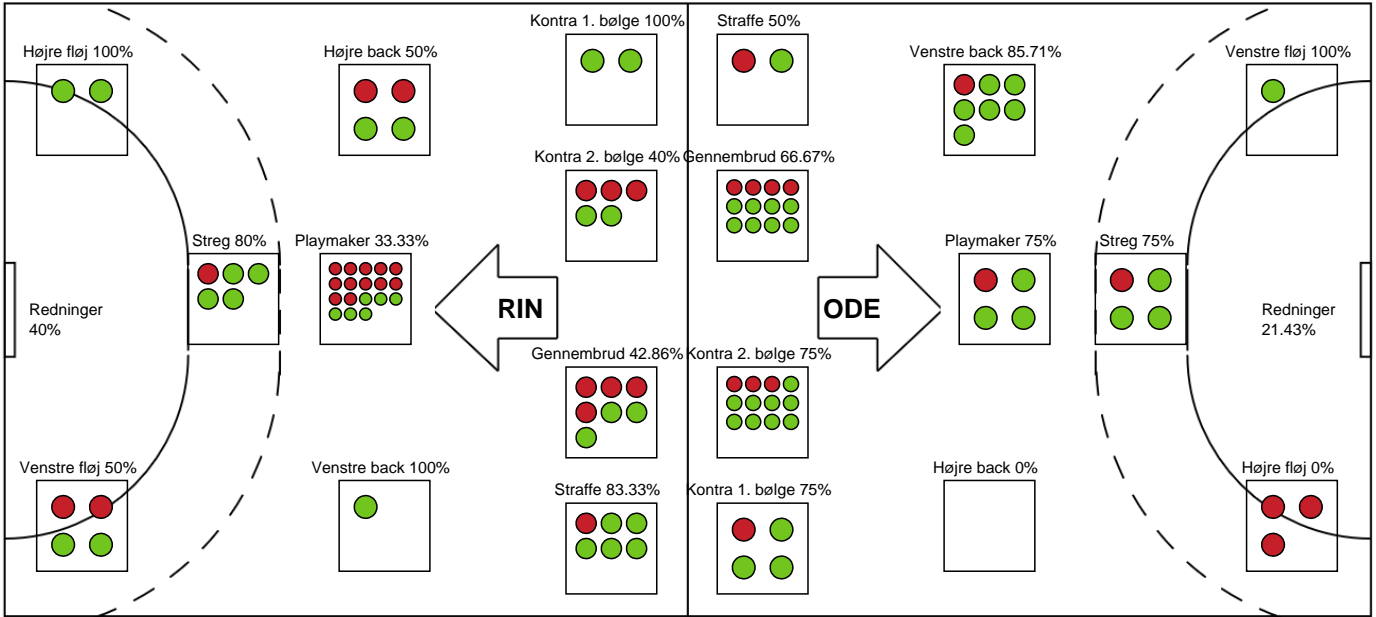 Kontra 1. bølge 100%
Straffe 50%
Højre fløj 100%
Højre back 50%
Venstre back 85.71%
Venstre fløj 100%
Kontra 2. bølge 40%
Gennembrud 66.67%
Streg 80%
Playmaker 33.33%
Playmaker 75%
Streg 75%
Redninger
40%
RIN
ODE
Redninger
21.43%
Gennembrud 42.86%
Kontra 2. bølge 75%
Venstre fløj 50%
Venstre back 100%
Højre back 0%
Højre fløj 0%
Straffe 83.33%
Kontra 1. bølge 75%